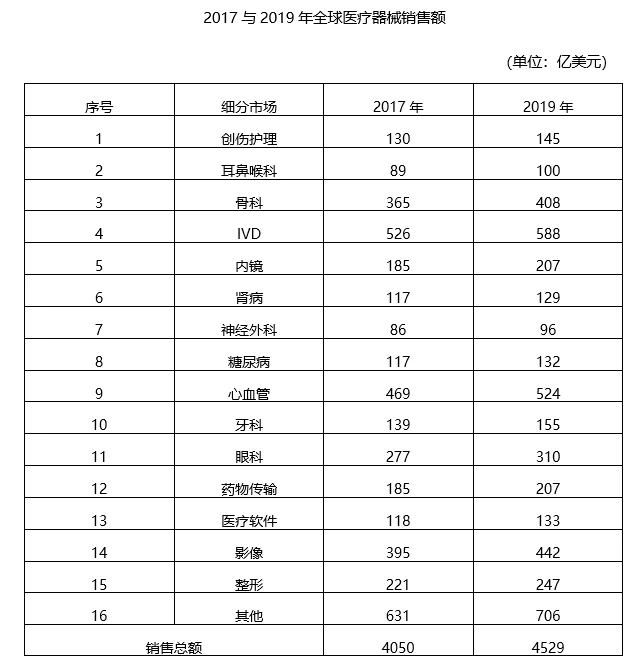 2017 与 2019 年全球医疗器械销售额
(单位：亿美元)
序号 细分市场 2017 年 2019 年
1 创伤护理 130 145
2 耳鼻喉科 89 100
3 骨科 365 408
4 IVD 526 588
5 内镜 185 207
6 肾病 117 129
7 神经外科 86 96
8 糖尿病 117 132
9 心血管 469 524
10 牙科 139 155
11 眼科 277 310
12 药物传输 185 207
13 医疗软件 118 133
14 影像 395 442
15 整形 221 247
16 其他 631 706
销售总额 4050 4529